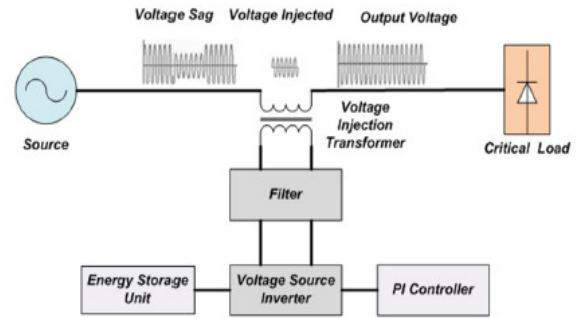 Voltage Sag
Voltage Injected
Output Voltage
Source
Voltage
Injection
Transformer
Critical Load
Filter
Energy Storage
Unit
Voltage Source
Inverter
PI Controller